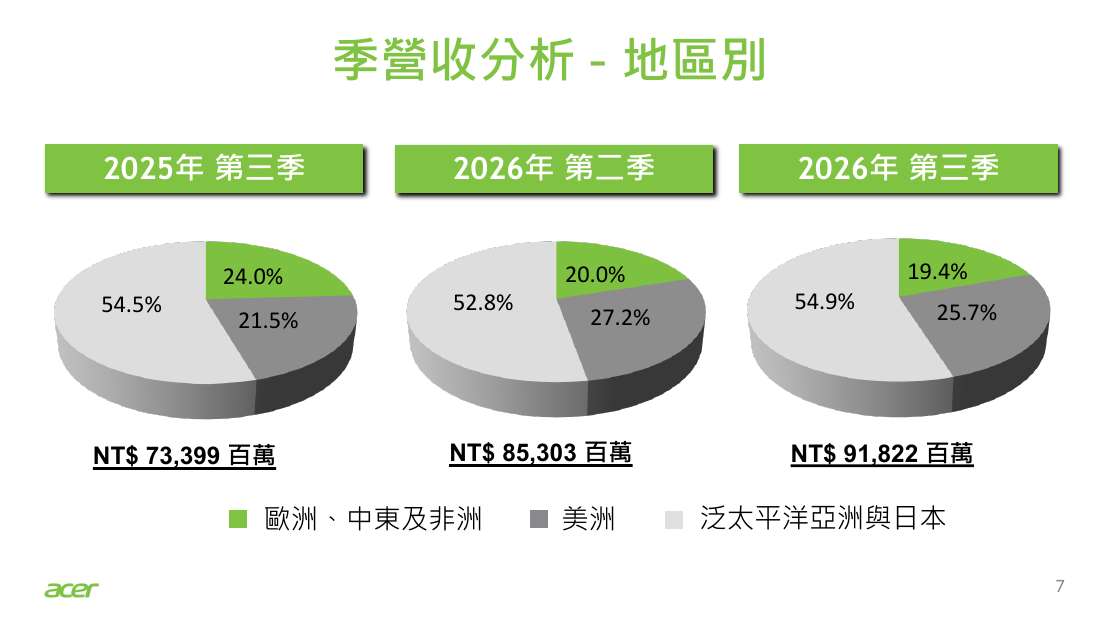 季營收分析 - 地區別
2025年 第三季
2026年 第二季
2026年 第三季
24.0%
54.5%
21.5%
20.0%
52.8%
27.2%
19.4%
54.9%
25.7%
NT$ 73,399 百萬
NT$ 85,303 百萬
NT$ 91,822 百萬
歐洲、中東及非洲
美洲
泛太平洋亞洲與日本
acer
7